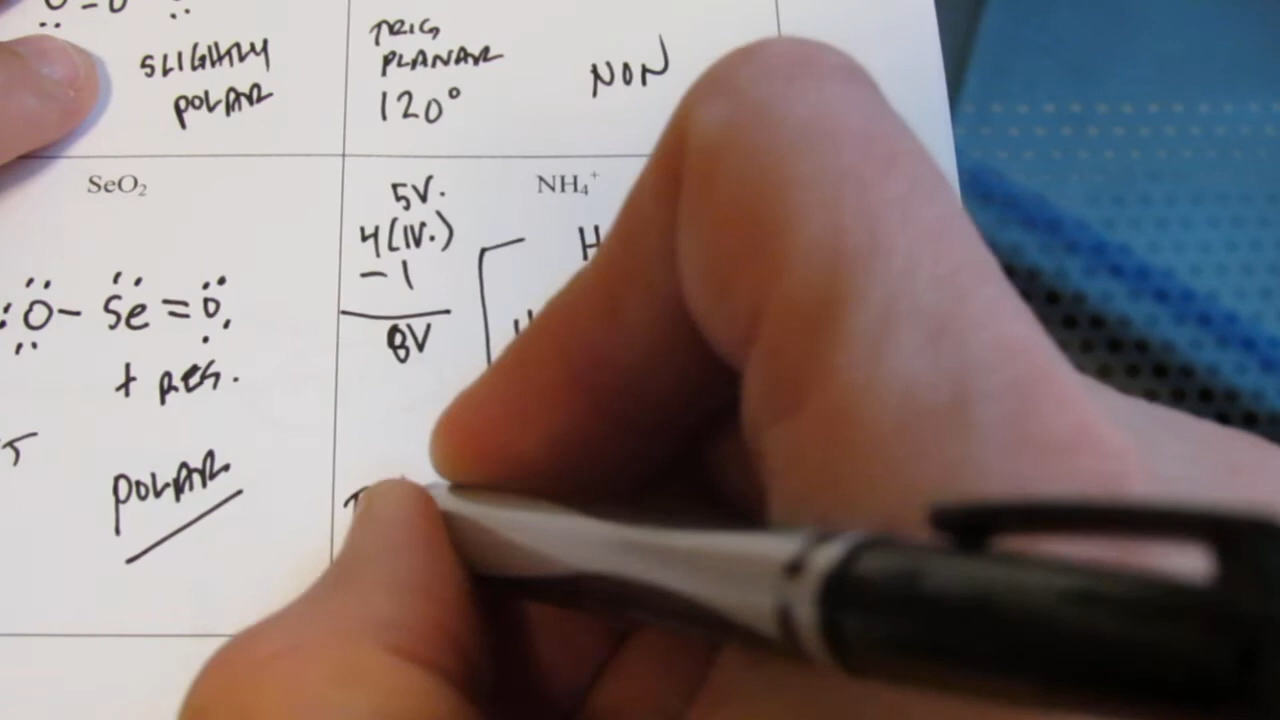 SLIGHTLY
POLAR
TRIG
PLANAR
120°
NON
SeO₂
:O- Se =O
+ RES.
POLAR
5V.
4(1V.)
-1
8V
NH₄⁺
H